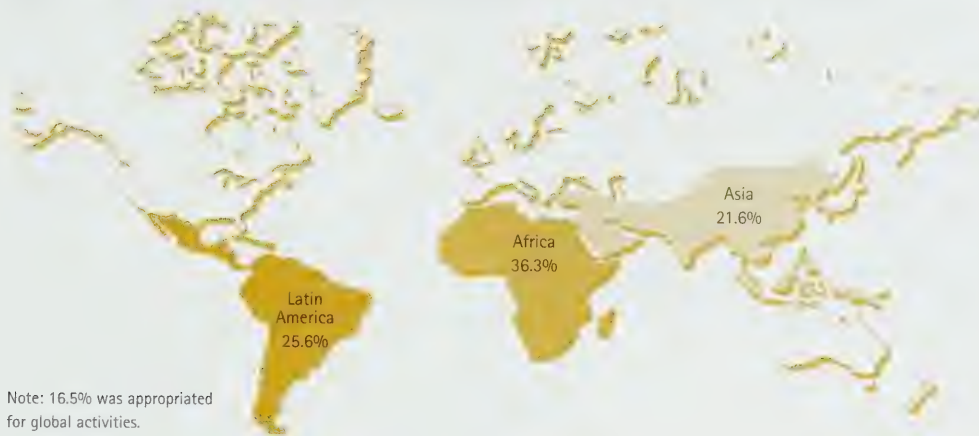 Asia
21.6%
Africa
36.3%
Latin
America
25.6%
Note: 16.5% was appropriated
for global activities.